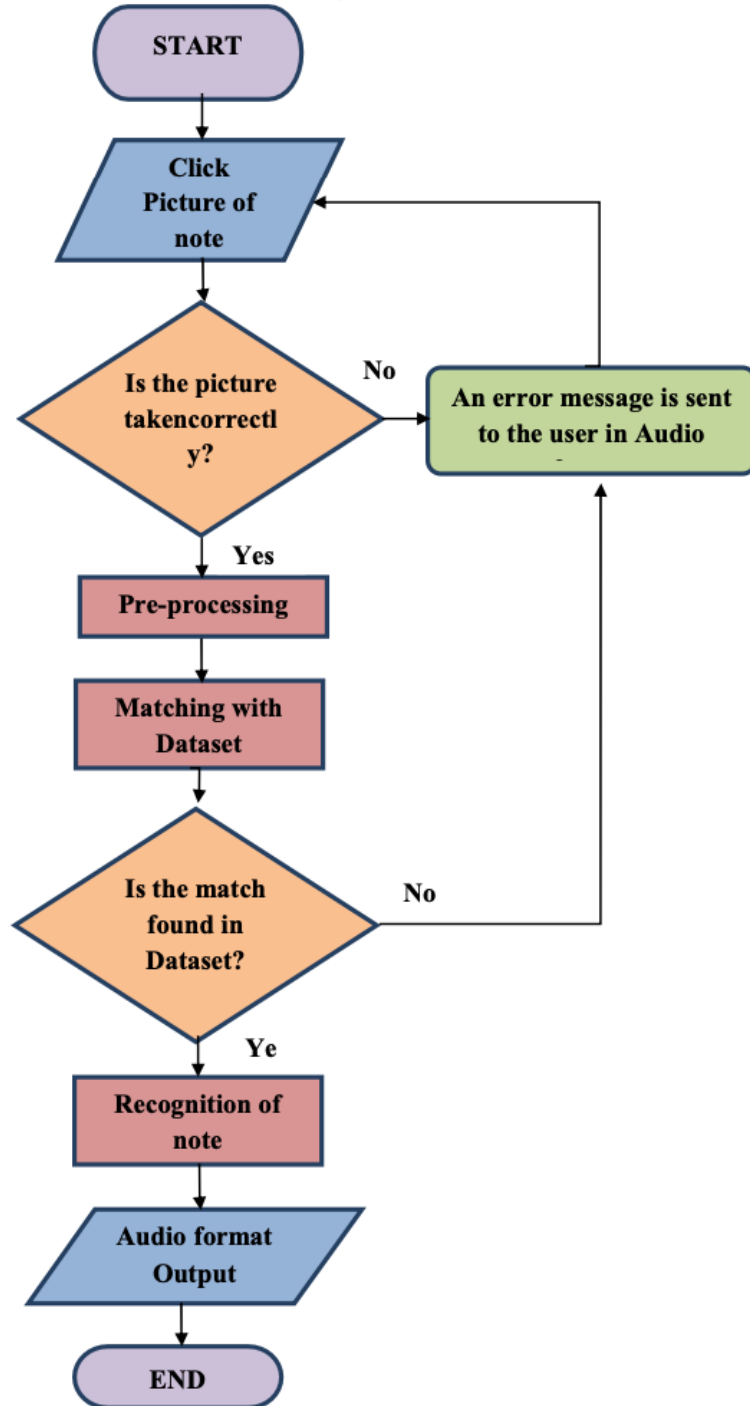 START
Click
Picture of
note
Is the picture
takencorrectl
y?
No
An error message is sent
to the user in Audio
Yes
Pre-processing
Matching with
Dataset
Is the match
found in
Dataset?
No
Ye
Recognition of
note
Audio format
Output
END